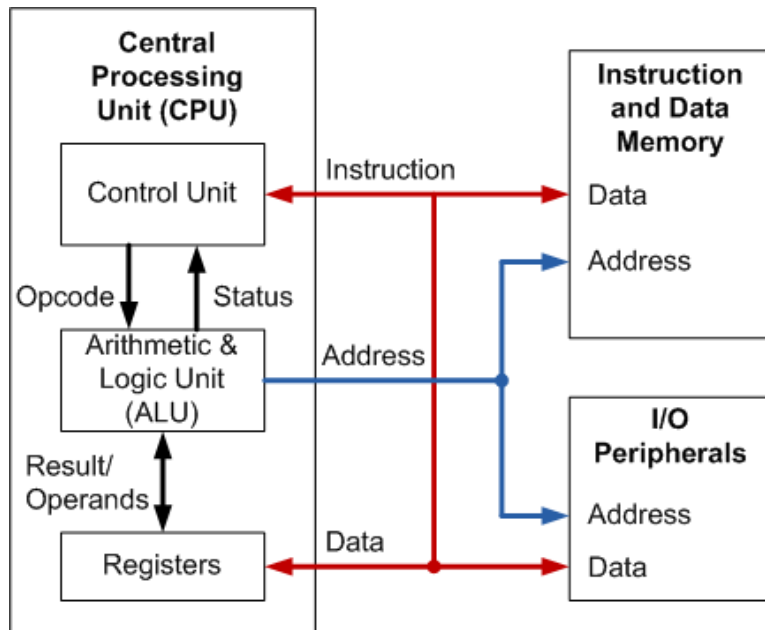 Central
Processing
Unit (CPU)
Control Unit
Opcode
Status
Arithmetic &
Logic Unit
(ALU)
Result/
Operands
Registers
Instruction
Address
Data
Instruction
and Data
Memory
Data
Address
I/O
Peripherals
Address
Data